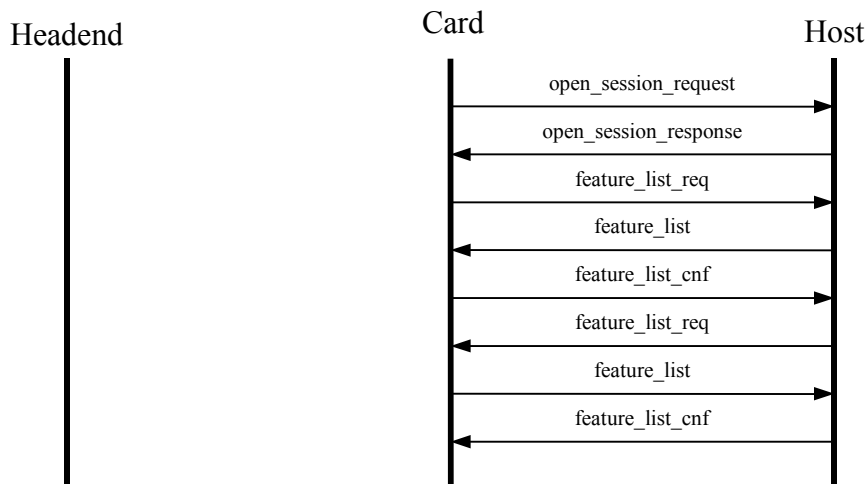 Headend
Card
Host
open_session_request
open_session_response
feature_list_req
feature_list
feature_list_cnf
feature_list_req
feature_list
feature_list_cnf